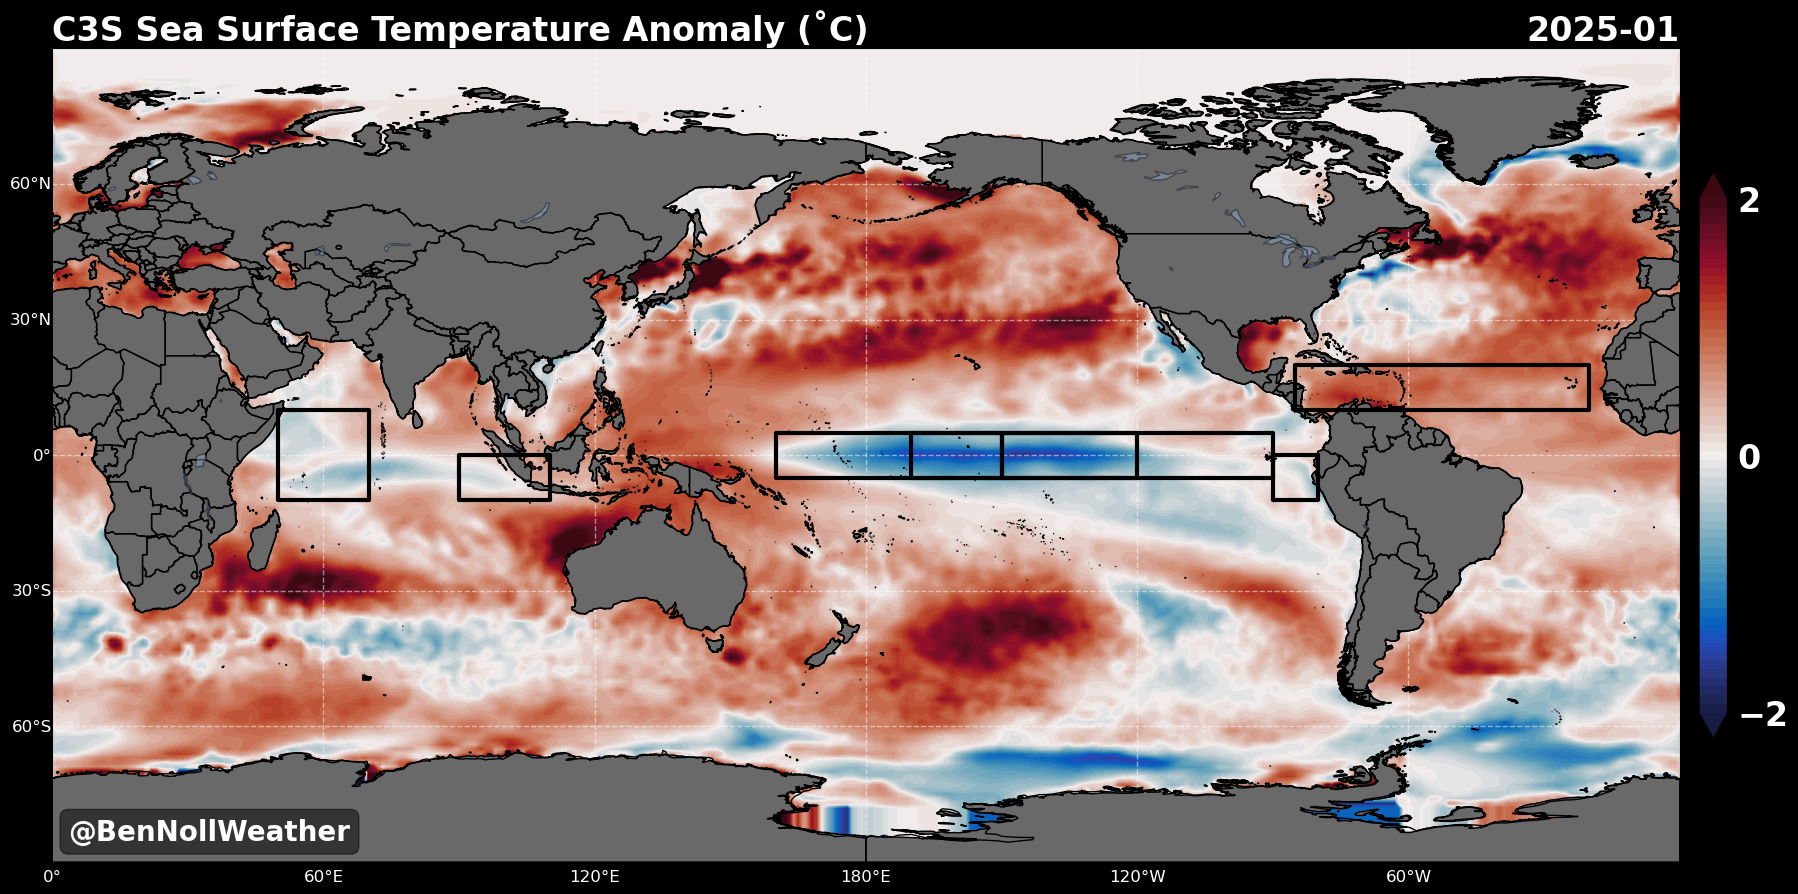 C3S Sea Surface Temperature Anomaly (˚C) 2025-01
60°N
30°N
0°
30°S
60°S
2
0
−2
@BenNollWeather
0° 60°E 120°E 180°E 120°W 60°W